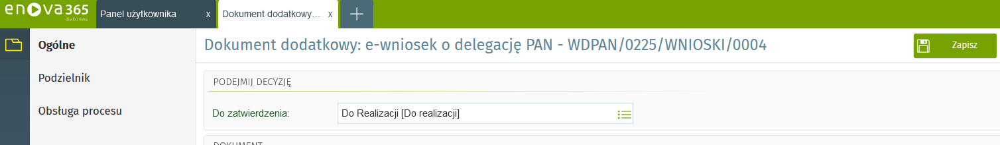 enova365
dla biznesu
Panel użytkownika x
Dokument dodatkowy… x
Ogólne
Podzielnik
Obsługa procesu
Dokument dodatkowy: e-wniosek o delegację PAN - WDPAN/0225/WNIOSKI/0004
Zapisz
PODEJMIJ DECYZJĘ
Do zatwierdzenia:
Do Realizacji [Do realizacji]
DOKUMENT